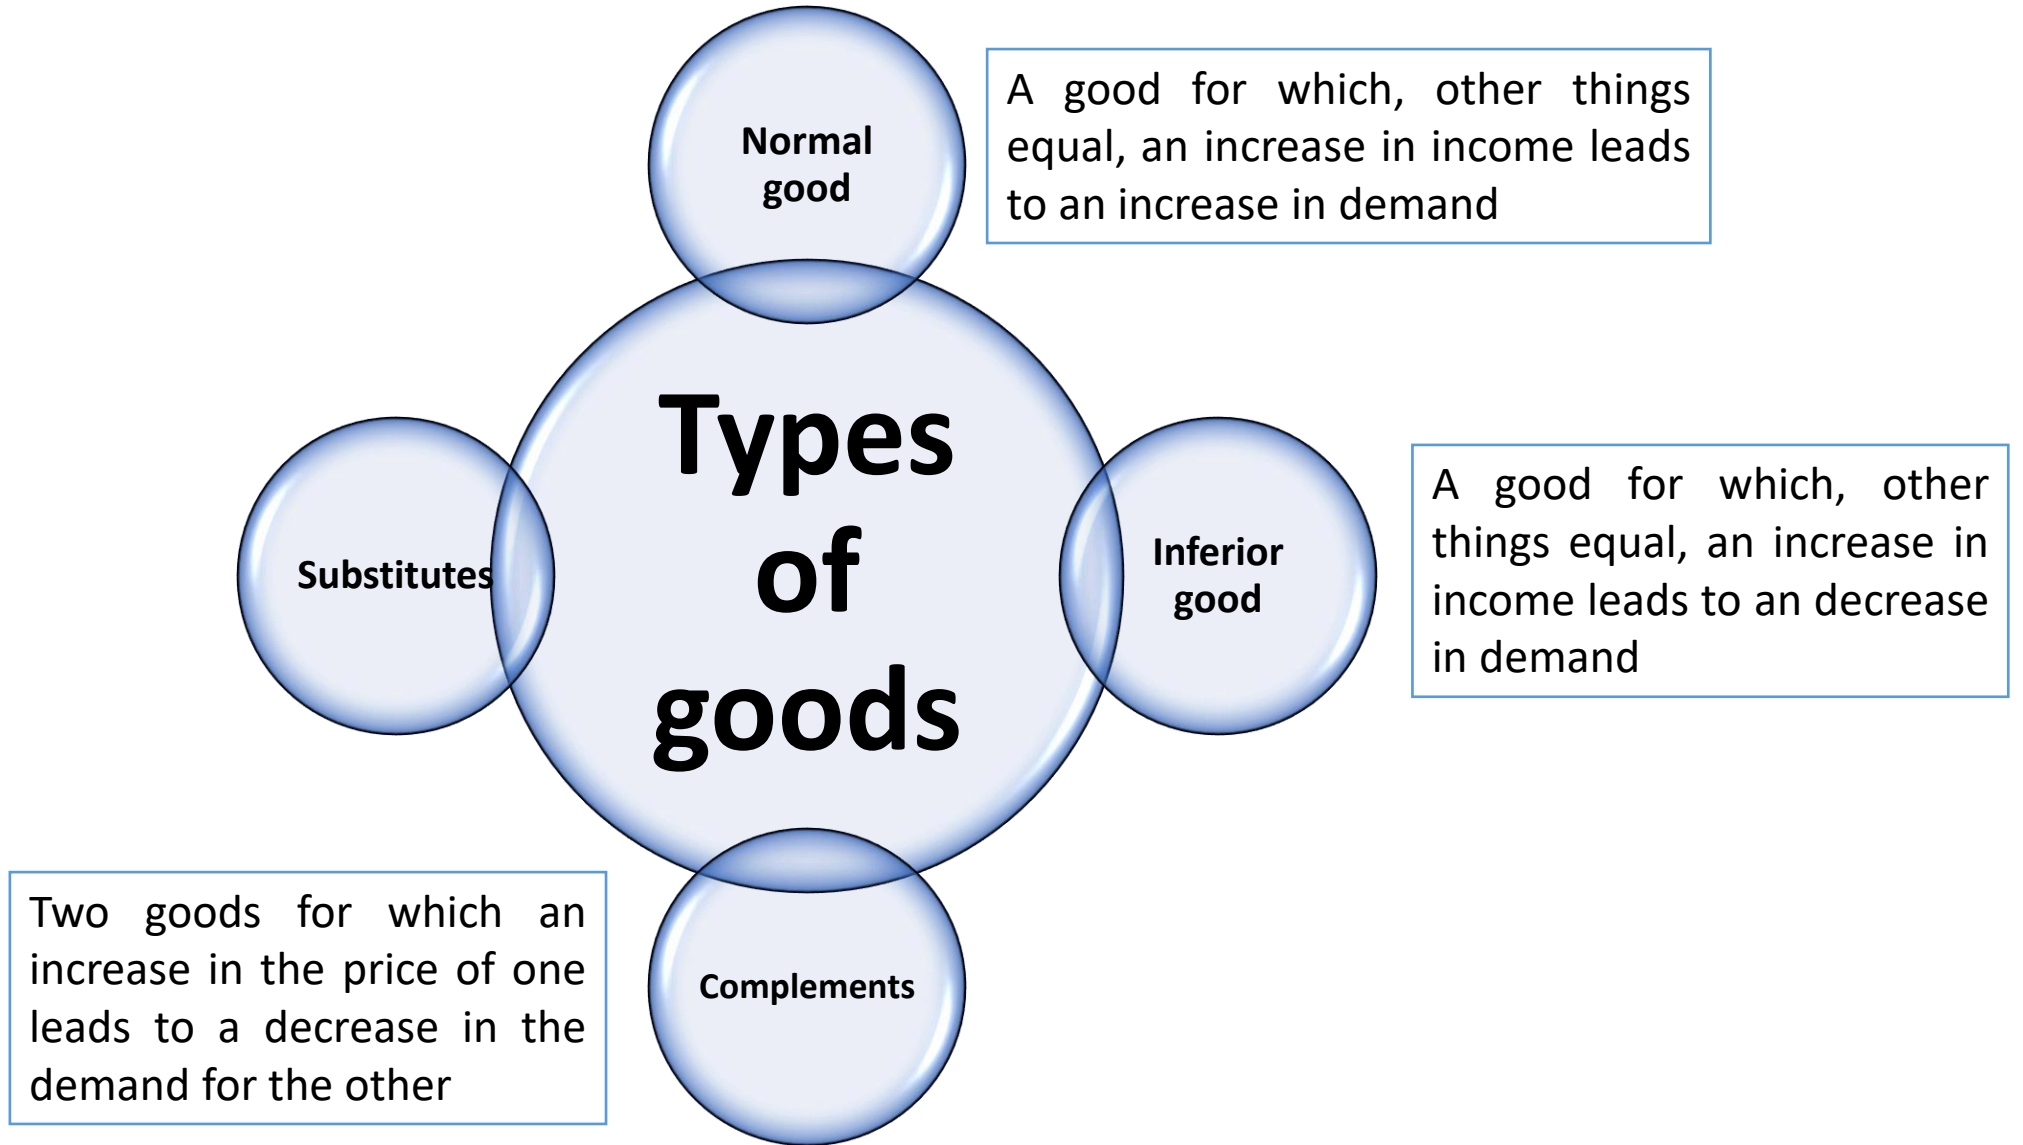 Normal
good
A good for which, other things
equal, an increase in income leads
to an increase in demand
Types
of
goods
Substitutes
Inferior
good
A good for which, other
things equal, an increase in
income leads to an decrease
in demand
Two goods for which an
increase in the price of one
leads to a decrease in the
demand for the other
Complements